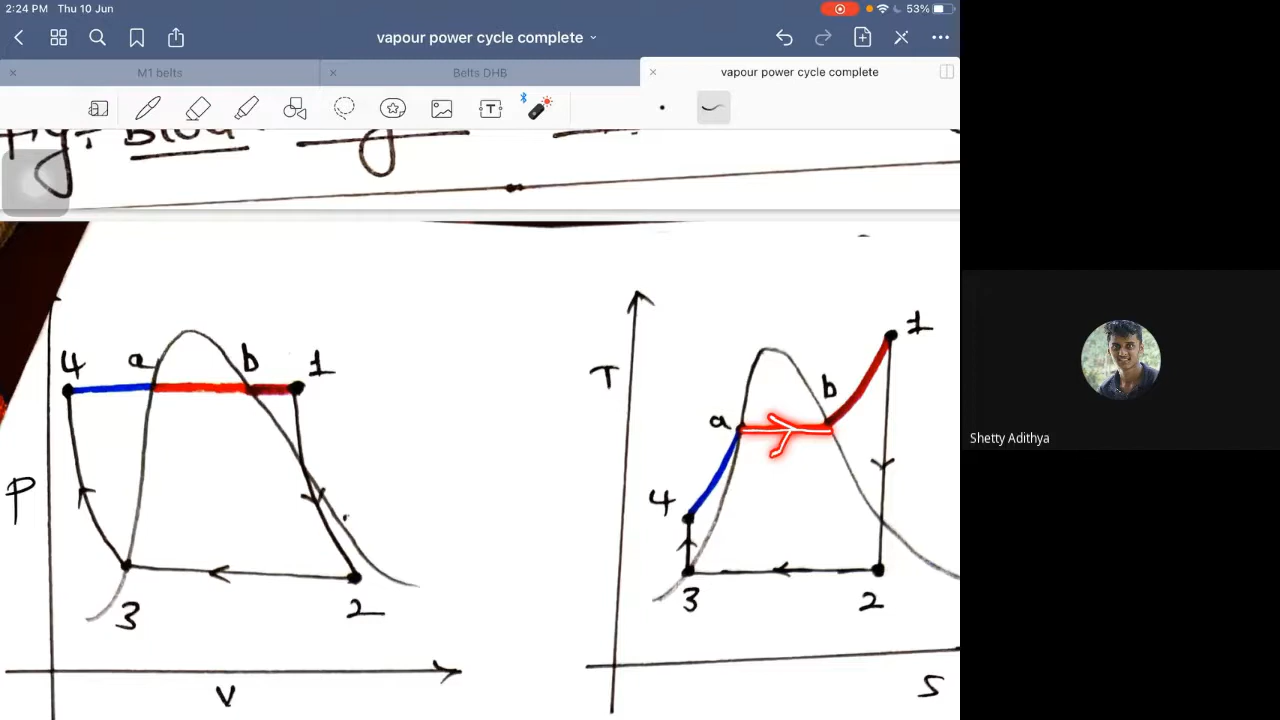 2:24 PM Thu 10 Jun
53%
vapour power cycle complete
M1 belts
Belts DHB
vapour power cycle complete
T
4 a b 1
P
3 2
V
T
1
b
a
4
3 2
S
Shetty Adithya